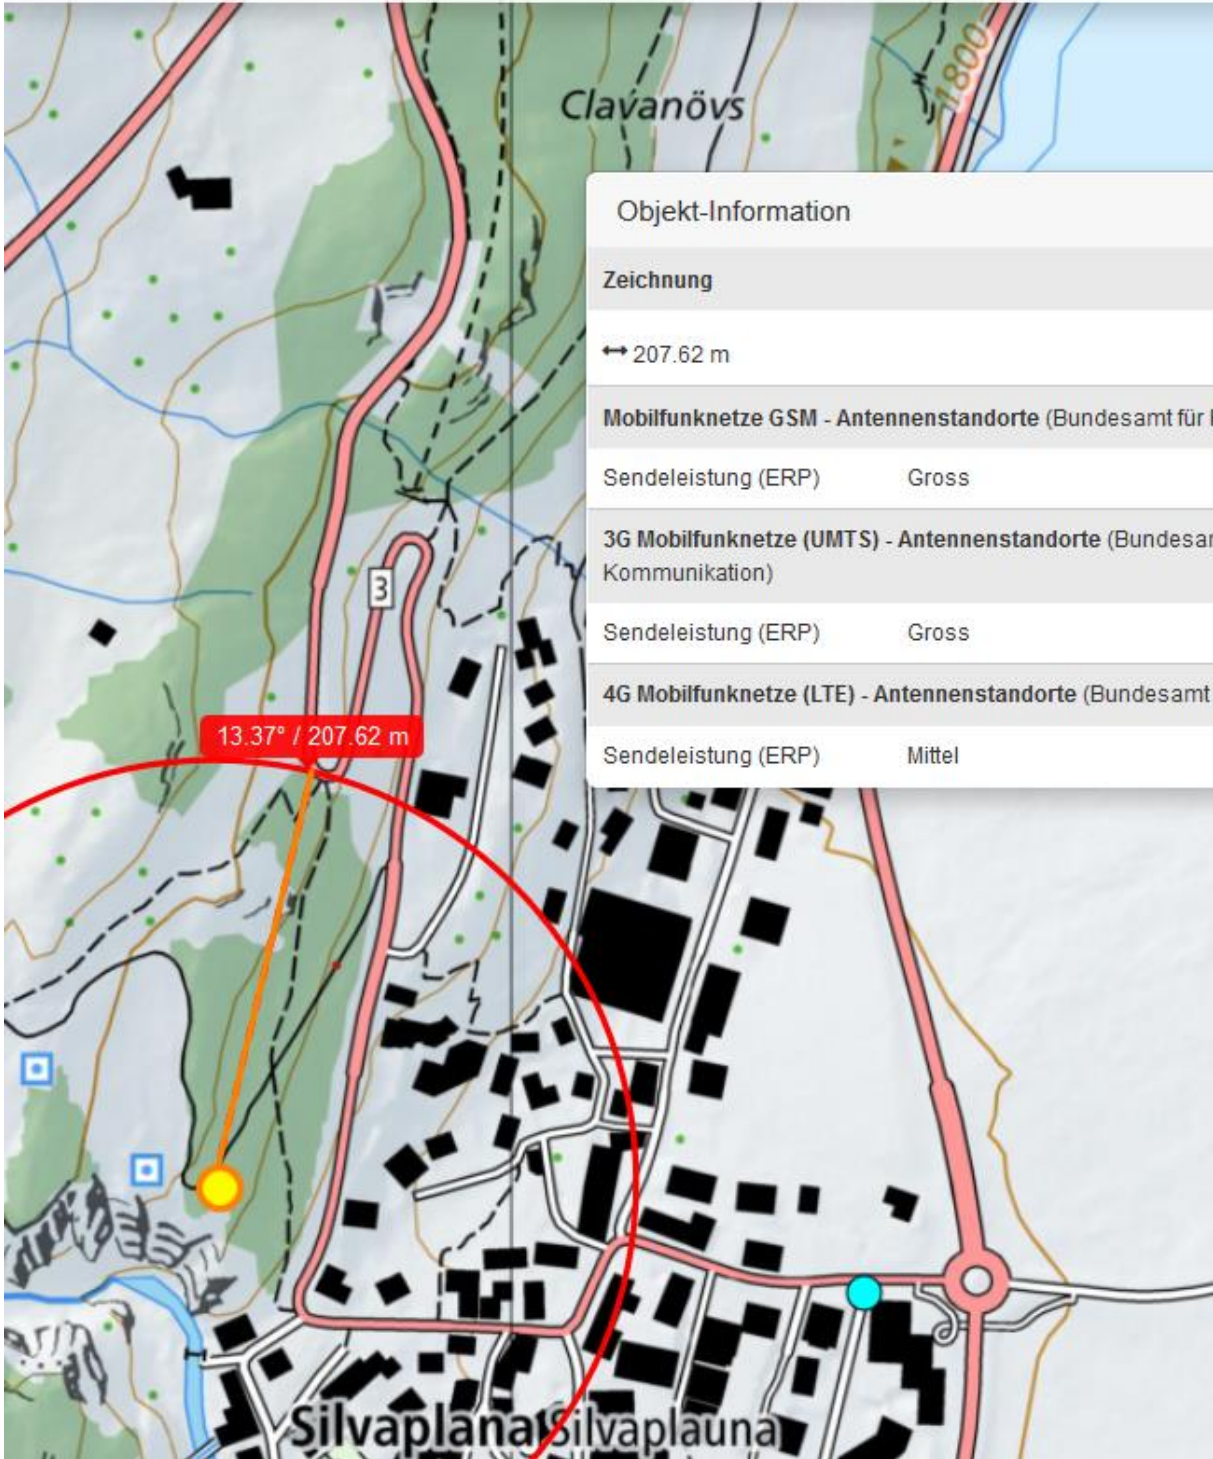 Clavanövs
1800
Objekt-Information
Zeichnung
207.62 m
Mobilfunknetze GSM - Antennenstandorte (Bundesamt für
Sendeleistung (ERP) Gross
3G Mobilfunknetze (UMTS) - Antennenstandorte (Bundesa
Kommunikation)
Sendeleistung (ERP) Gross
3
4G Mobilfunknetze (LTE) - Antennenstandorte (Bundesamt
13.37° / 207.62 m
Sendeleistung (ERP) Mittel
Silvaplana Silvaplauna